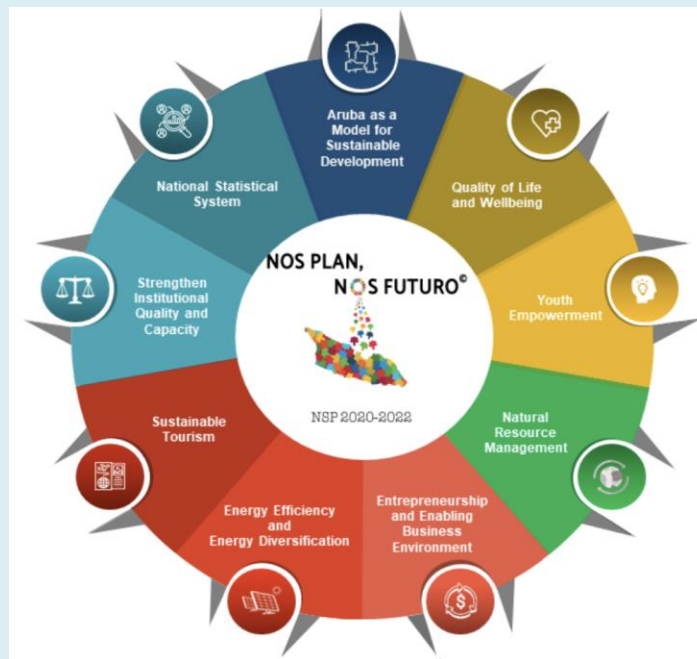 Aruba as a
Model for
Sustainable
Development
Quality of Life
and Wellbeing
Youth
Empowerment
Natural
Resource
Management
Entrepreneurship
and Enabling
Business
Environment
Energy Efficiency
and
Energy Diversification
Sustainable
Tourism
Strengthen
Institutional
Quality and
Capacity
National Statistical
System
NOS PLAN,
NOS FUTURO©
NSP 2020-2022